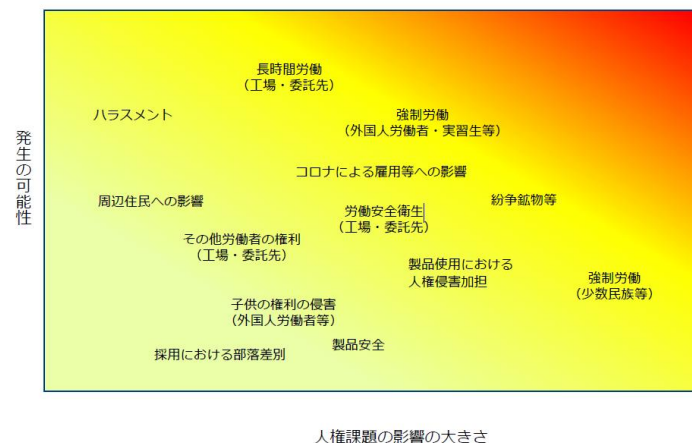 長時間労働
（工場・委託先）
ハラスメント
強制労働
（外国人労働者・実習生等）
発生の可能性
コロナによる雇用等への影響
周辺住民への影響
紛争鉱物等
労働安全衛生
（工場・委託先）
その他労働者の権利
（工場・委託先）
製品使用における
人権侵害加担
強制労働
（少数民族等）
子供の権利の侵害
（外国人労働者等）
製品安全
採用における部落差別
人権課題の影響の大きさ